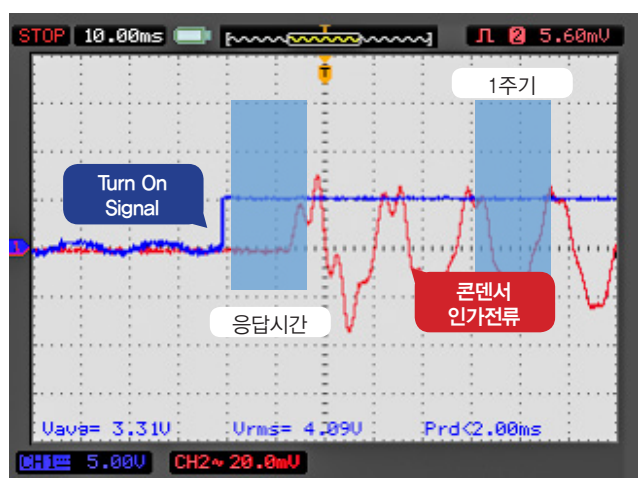 STOP 10.00ms T Π 2 5.60mV
T
1주기
Turn On
Signal
콘덴서
인가전류
응답시간
Vavg= 3.31V Vrms= 4.09V Prd<2.00ms
CH1 5.00V CH2~ 20.0mV